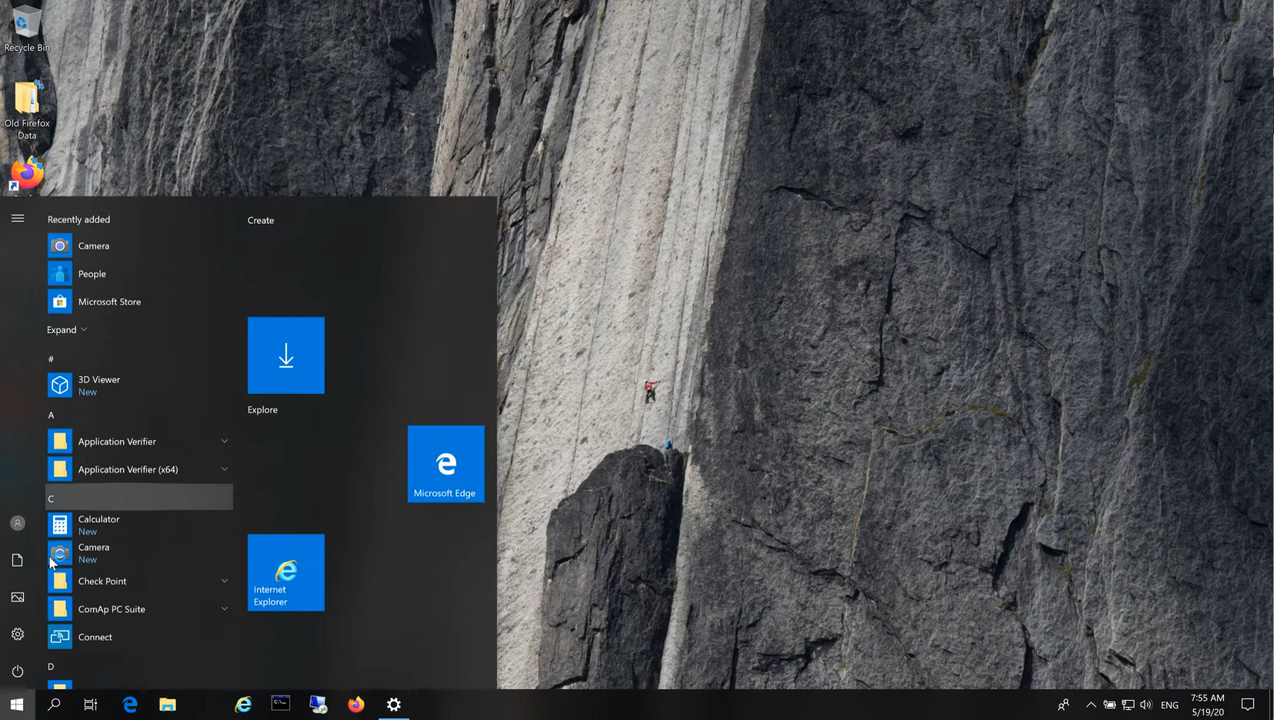 Recycle Bin
Old Firefox
Data
Recently added
Camera
People
Microsoft Store
Expand
#
3D Viewer
New
A
Application Verifier
Application Verifier (x64)
C
Calculator
New
Camera
New
Check Point
ComAp PC Suite
Connect
D
Create
Explore
Microsoft Edge
Internet
Explorer
ENG
7:55 AM
5/19/20